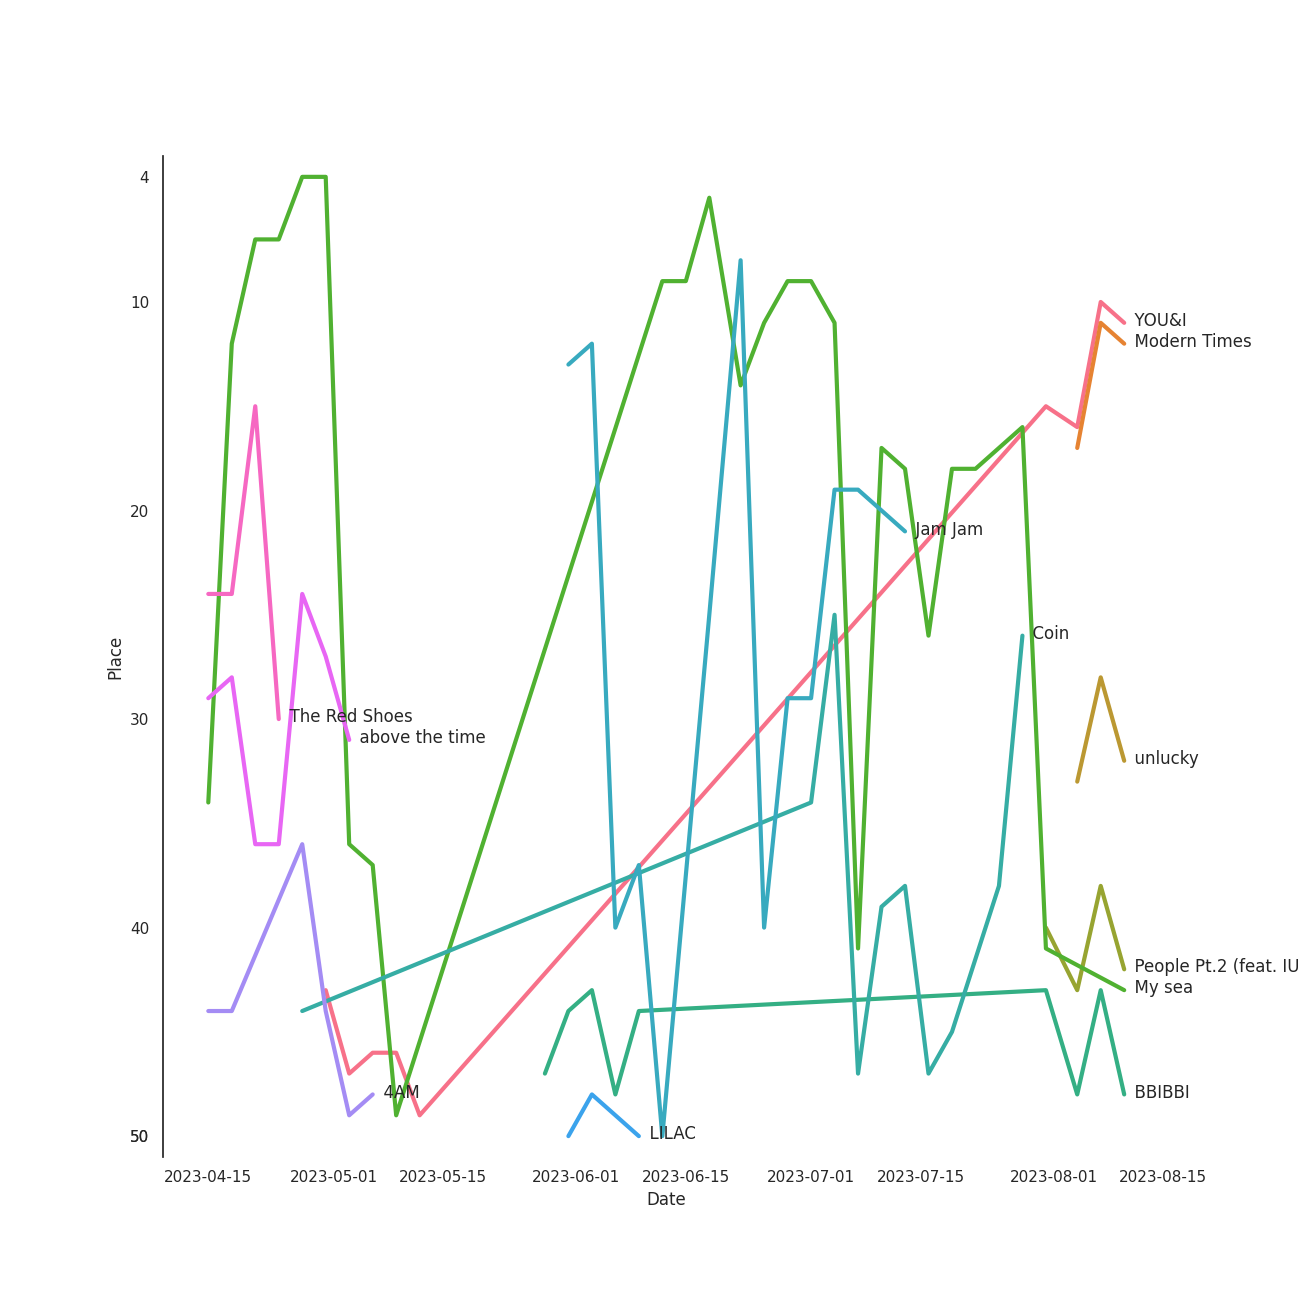 4
10
YOU&I
Modern Times
20
Jam Jam
Coin
Place
30
The Red Shoes
above the time
unlucky
40
People Pt.2 (feat. IU
My sea
4AM
BBIBBI
50
LILAC
2023-04-15 2023-05-01 2023-05-15 2023-06-01 2023-06-15 2023-07-01 2023-07-15 2023-08-01 2023-08-15
Date